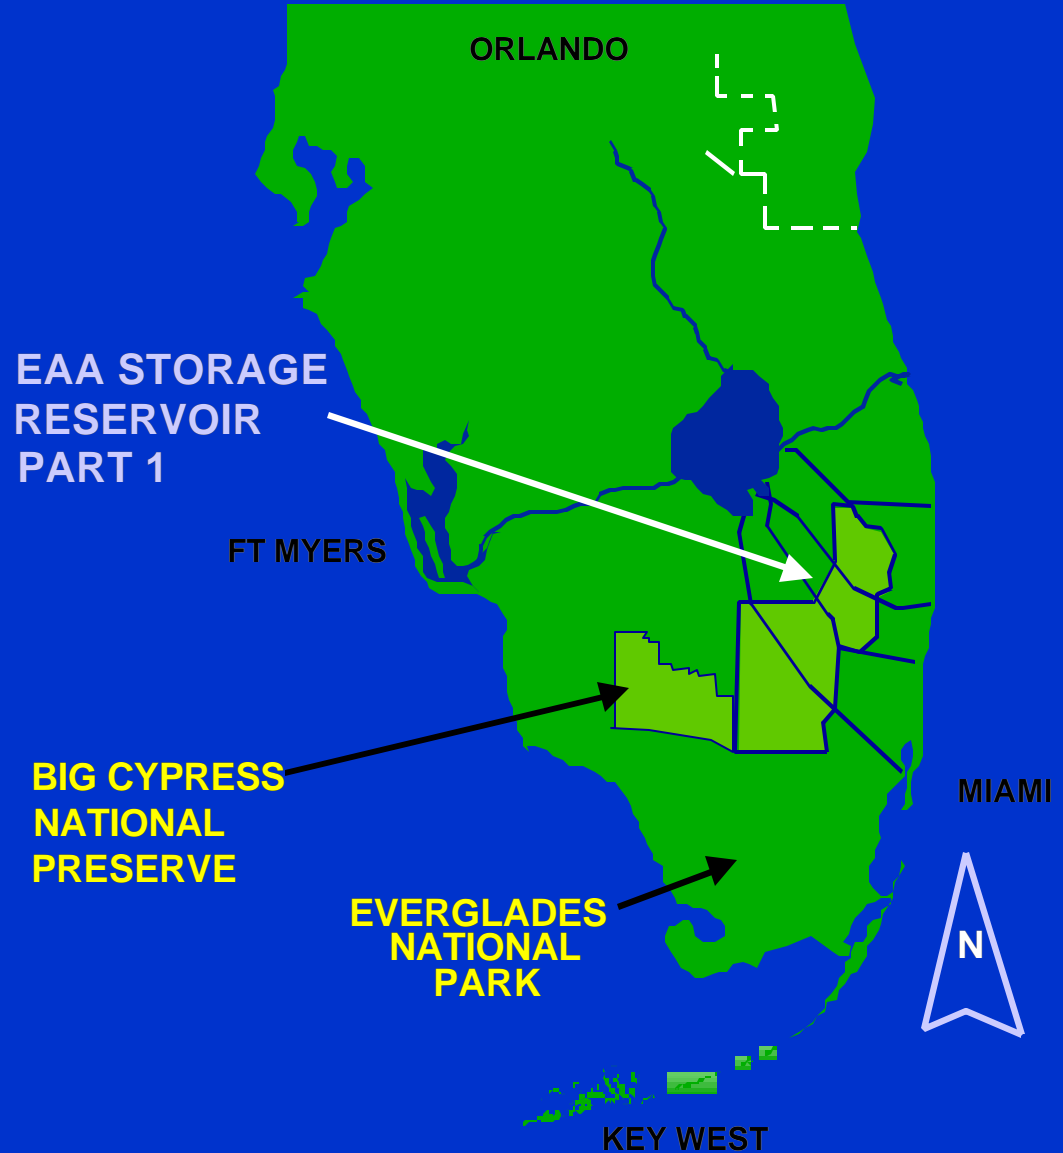 ORLANDO
EAA STORAGE
RESERVOIR
PART 1
FT MYERS
BIG CYPRESS
NATIONAL
PRESERVE
MIAMI
EVERGLADES
NATIONAL
PARK
N
KEY WEST